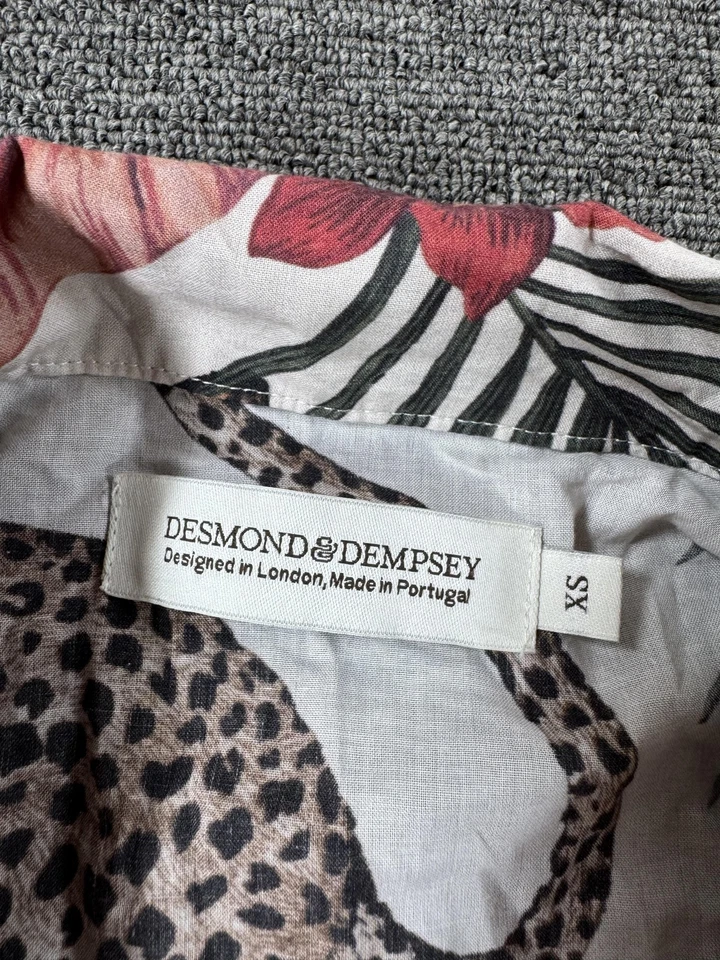 DESMOND&DEMPSEY
Designed in London, Made in Portugal
XS